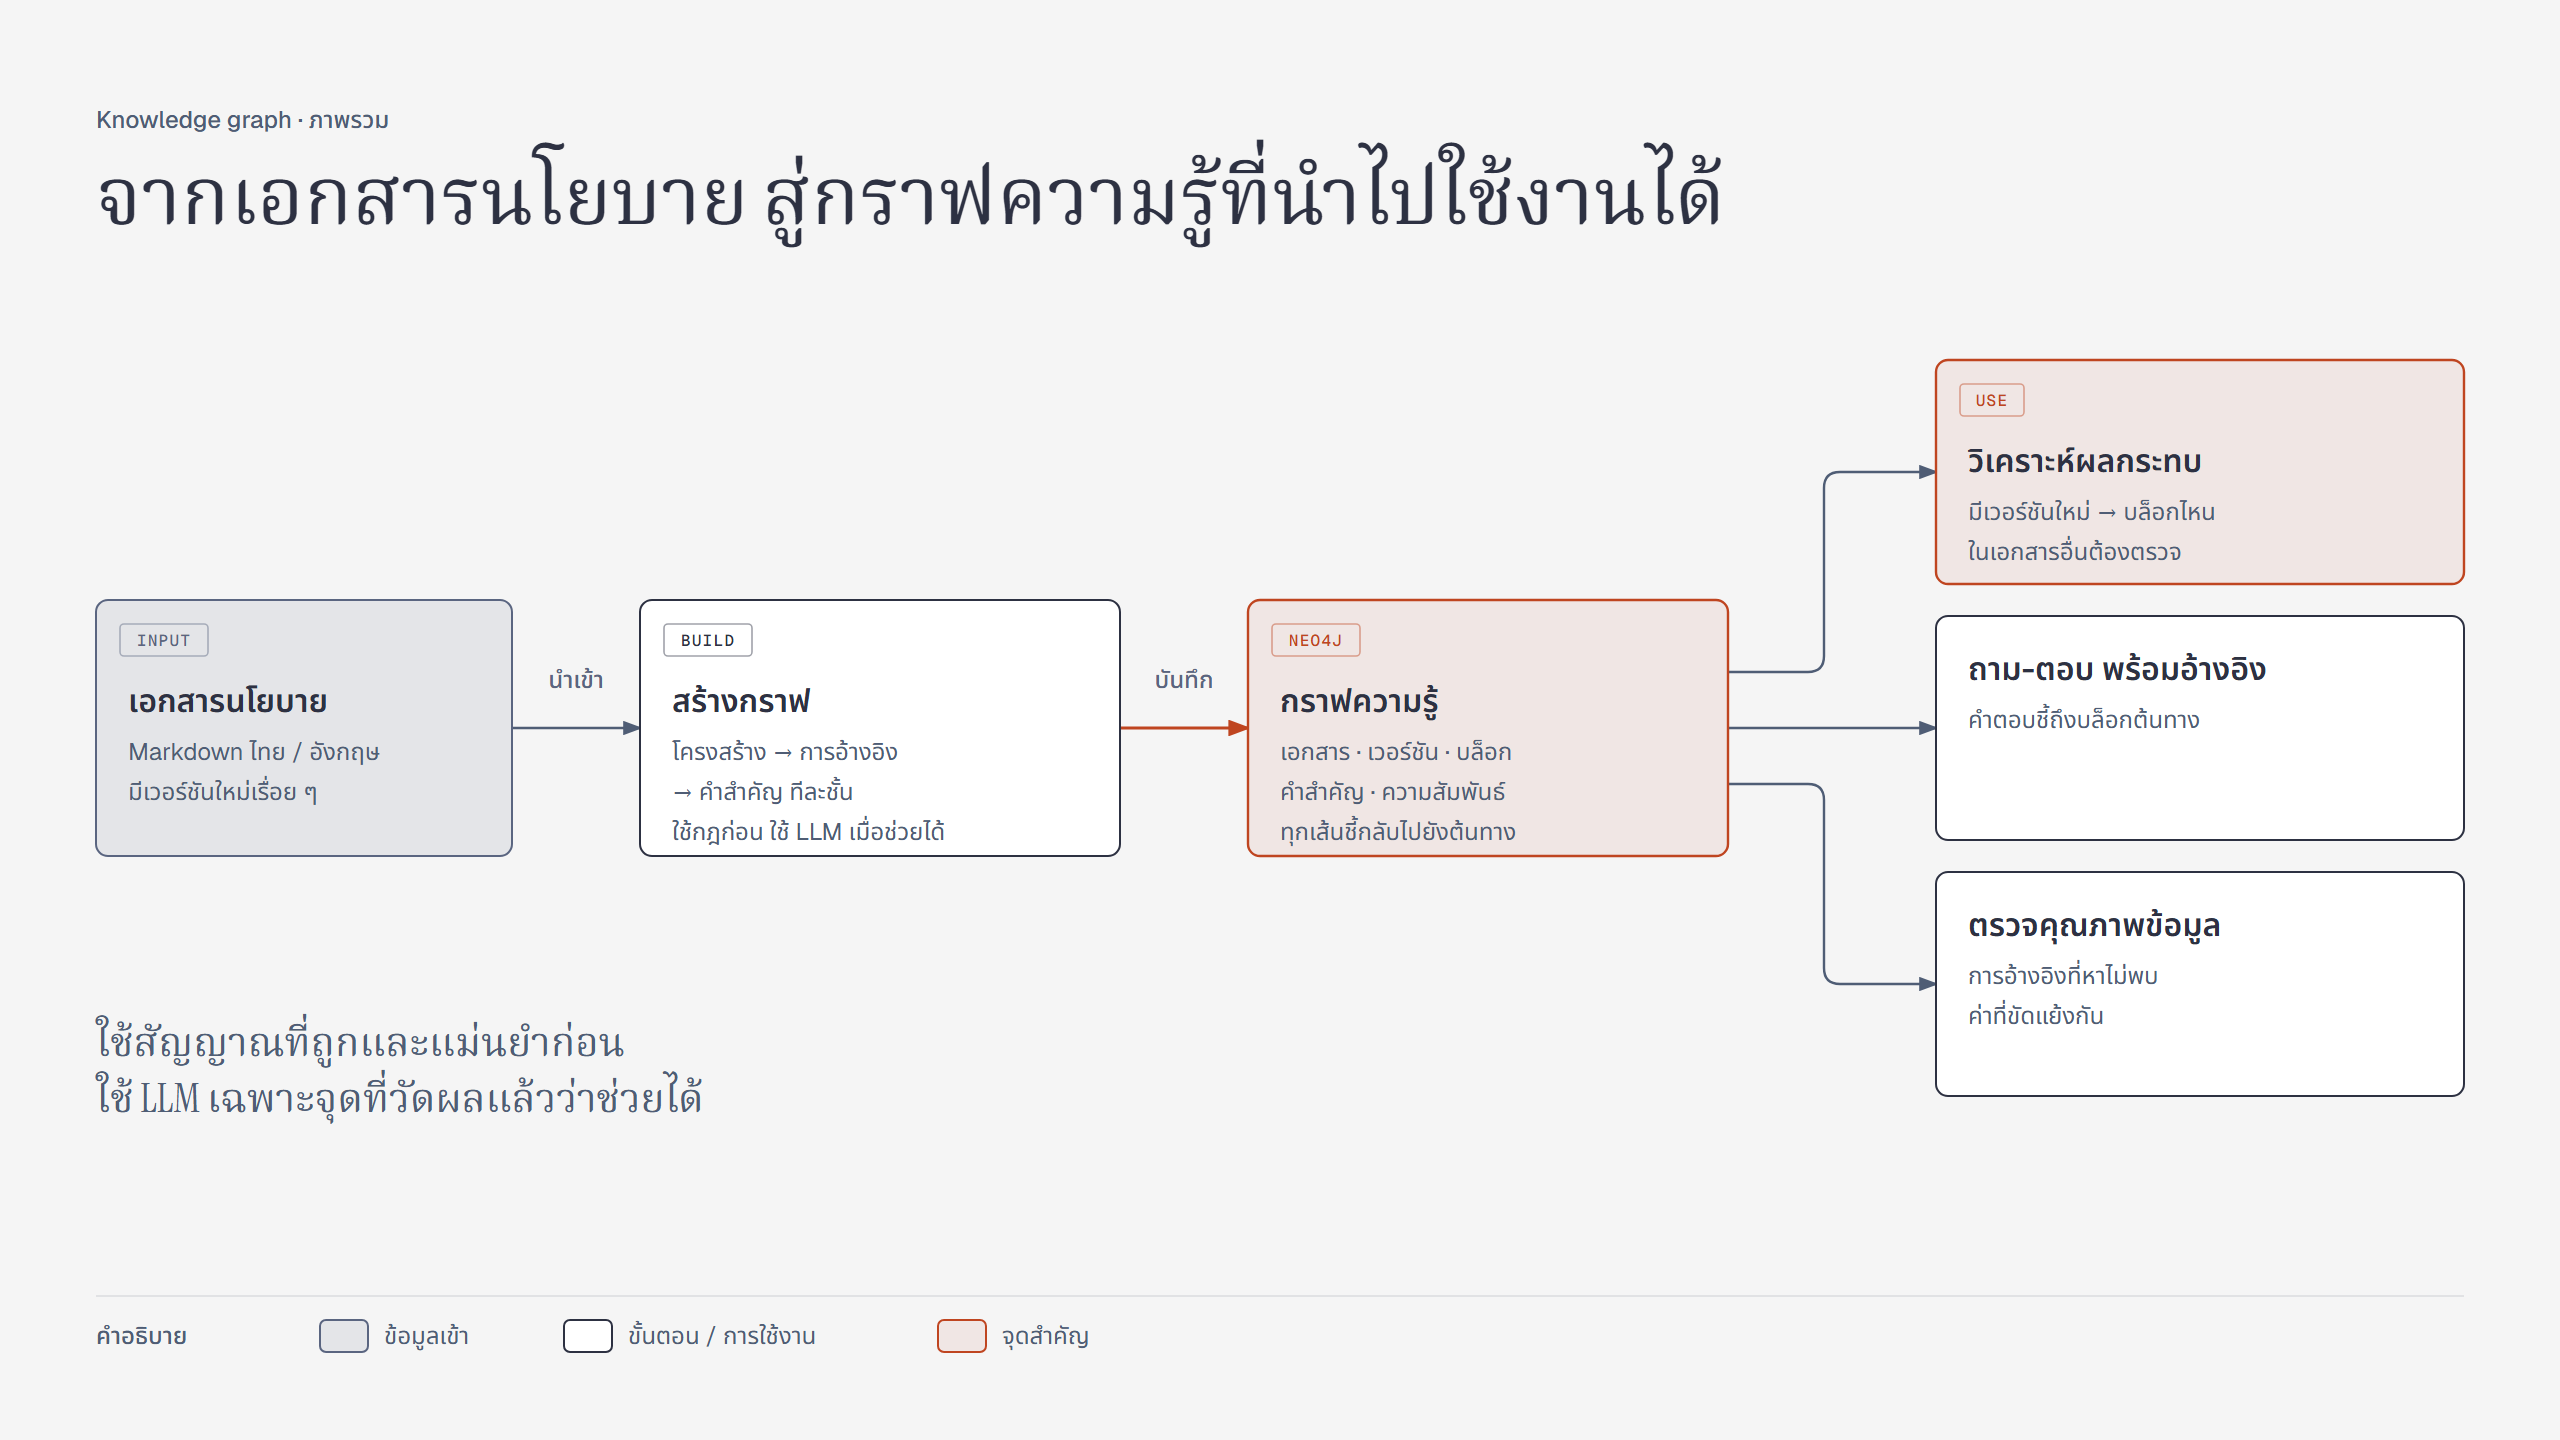 Knowledge graph · ภาพรวม
จากเอกสารนโยบาย สู่กราฟความรู้ที่นำไปใช้งานได้
INPUT
เอกสารนโยบาย
Markdown ไทย / อังกฤษ
มีเวอร์ชันใหม่เรื่อย ๆ
นำเข้า
BUILD
สร้างกราฟ
โครงสร้าง → การอ้างอิง
→ คำสำคัญ ทีละชั้น
ใช้กฎก่อน ใช้ LLM เมื่อช่วยได้
บันทึก
NEO4J
กราฟความรู้
เอกสาร · เวอร์ชัน · บล็อก
คำสำคัญ · ความสัมพันธ์
ทุกเส้นชี้กลับไปยังต้นทาง
USE
วิเคราะห์ผลกระทบ
มีเวอร์ชันใหม่ → บล็อกไหน
ในเอกสารอื่นต้องตรวจ
ถาม-ตอบ พร้อมอ้างอิง
คำตอบชี้ถึงบล็อกต้นทาง
ตรวจคุณภาพข้อมูล
การอ้างอิงที่หาไม่พบ
ค่าที่ขัดแย้งกัน
ใช้สัญญาณที่ถูกและแม่นยำก่อน
ใช้ LLM เฉพาะจุดที่วัดผลแล้วว่าช่วยได้
คำอธิบาย
ข้อมูลเข้า
ขั้นตอน / การใช้งาน
จุดสำคัญ